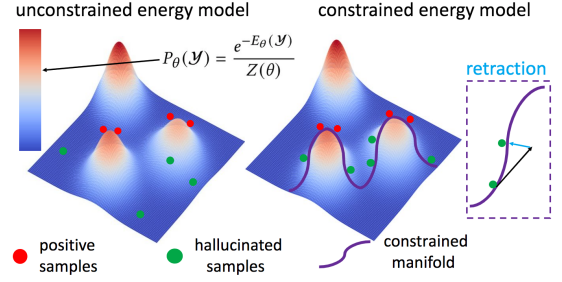 unconstrained energy model
constrained energy model
P_θ(𝒴) = e^{-E_θ(𝒴)} / Z(θ)
retraction
positive
samples
hallucinated
samples
constrained
manifold